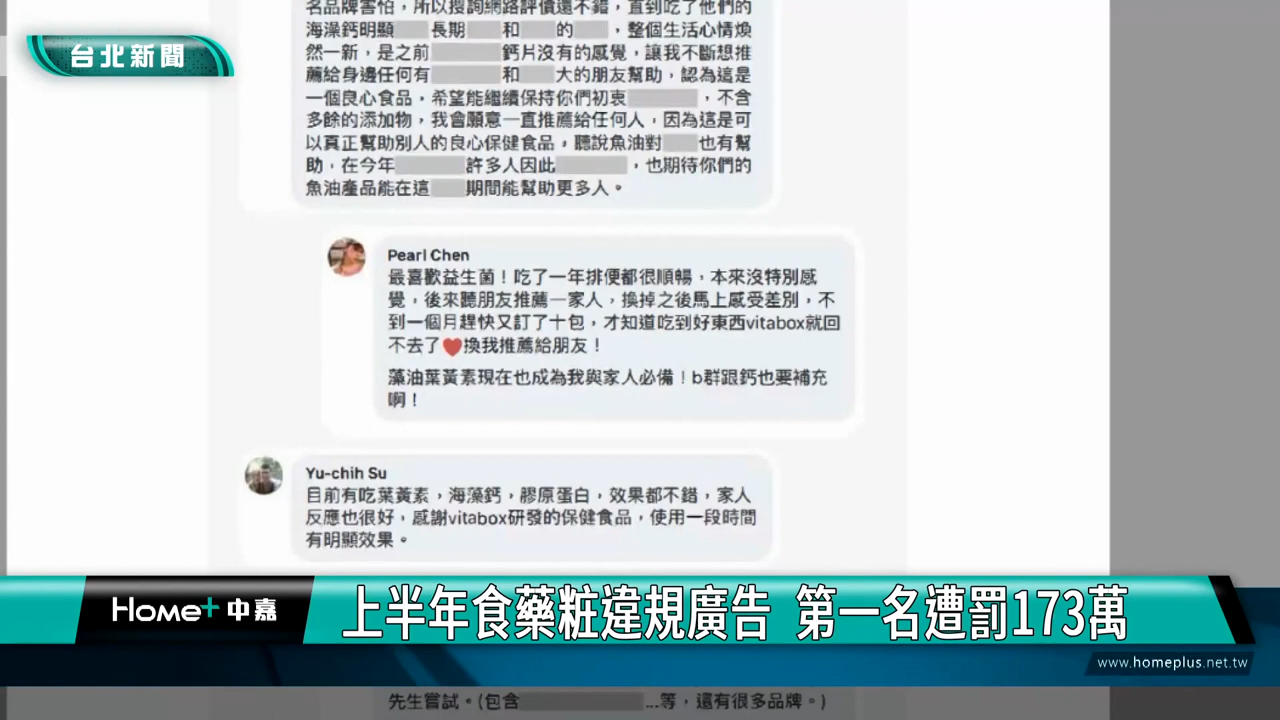 名品牌害怕，所以搜詢網路評價還不錯，直到吃了他們的
台北新聞
海藻鈣明顯 長期 和 的 ，整個生活心情煥
然一新，是之前 鈣片沒有的感覺，讓我不斷想推
薦給身邊任何有 和 大的朋友幫助，認為這是
一個良心食品，希望能繼續保持你們初衷 ，不含
多餘的添加物，我會願意一直推薦給任何人，因為這是可
以真正幫助別人的良心保健食品，聽說魚油對 也有幫
助，在今年 許多人因此 ，也期待你們的
魚油產品能在這 期間能幫助更多人。
Pearl Chen
最喜歡益生菌！吃了一年排便都很順暢，本來沒特別感
覺，後來聽朋友推薦一家人，換掉之後馬上感受差別，不
到一個月趕快又訂了十包，才知道吃到好東西vitabox就回
不去了❤換我推薦給朋友！
藻油葉黃素現在也成為我與家人必備！b群跟鈣也要補充
啊！
Yu-chih Su
目前有吃葉黃素，海藻鈣，膠原蛋白，效果都不錯，家人
反應也很好，感謝vitabox研發的保健食品，使用一段時間
有明顯效果。
Home+中嘉
上半年食藥粧違規廣告 第一名遭罰173萬
www.homeplus.net.tw
先生嘗試。(包含 ...等，還有很多品牌。)